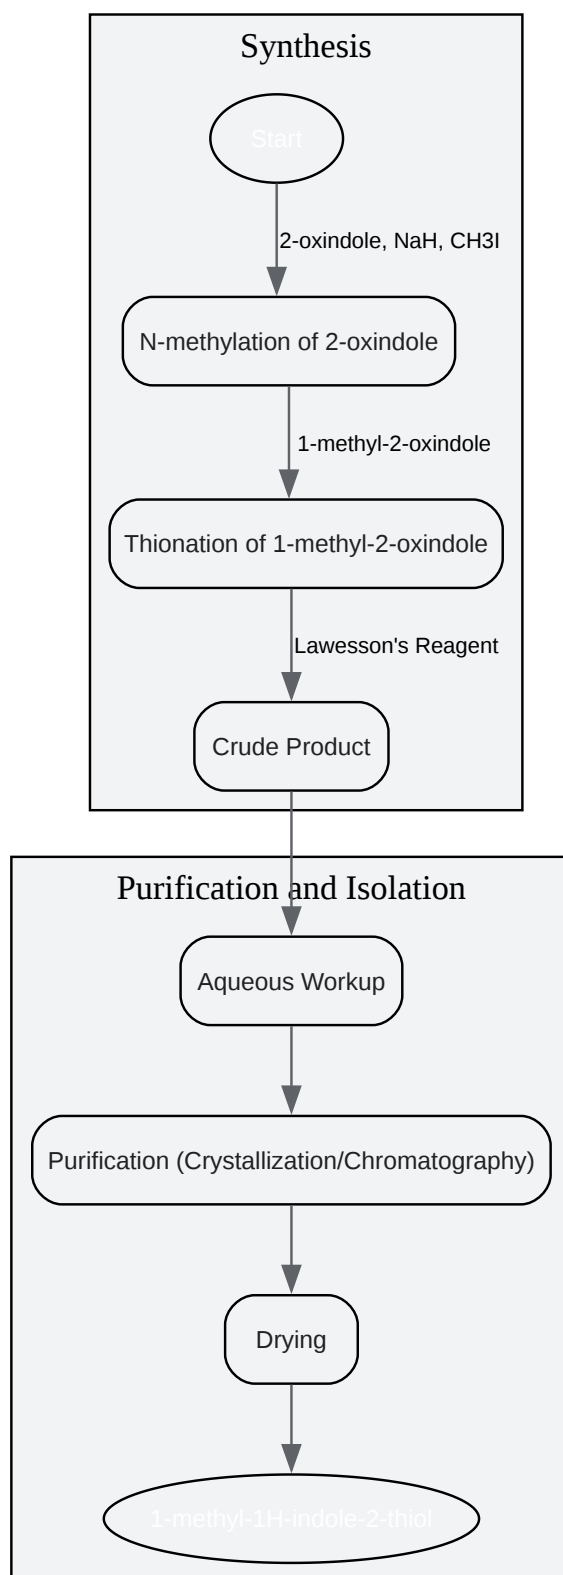 Synthesis
Start
2-oxindole, NaH, CH3I
N-methylation of 2-oxindole
1-methyl-2-oxindole
Thionation of 1-methyl-2-oxindole
Lawesson's Reagent
Crude Product
Purification and Isolation
Aqueous Workup
Purification (Crystallization/Chromatography)
Drying
1-methyl-1H-indole-2-thiol